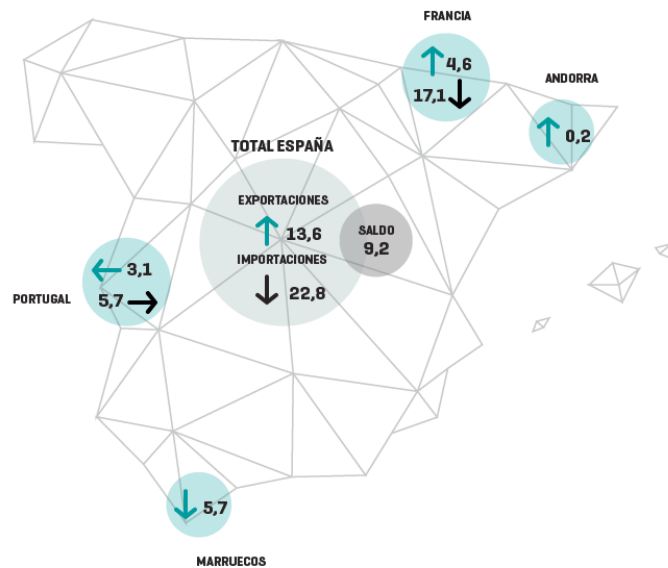 FRANCIA
4,6
17,1
ANDORRA
0,2
TOTAL ESPAÑA
EXPORTACIONES
13,6
IMPORTACIONES
22,8
SALDO
9,2
3,1
5,7
PORTUGAL
5,7
MARRUECOS